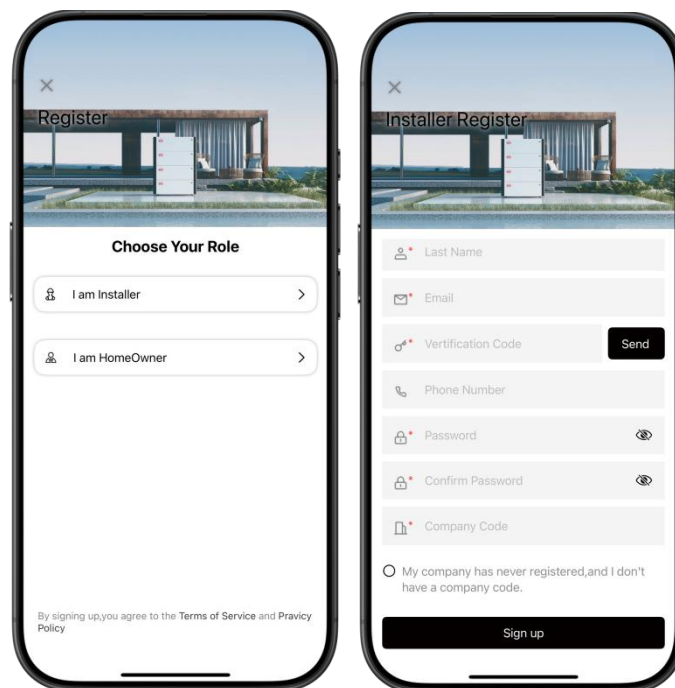 Register
Choose Your Role
I am Installer
I am HomeOwner
By signing up,you agree to the Terms of Service and Pravicy
Policy
Installer Register
* Last Name
* Email
* Vertification Code
Send
Phone Number
* Password
* Confirm Password
* Company Code
My company has never registered,and I don't
have a company code.
Sign up